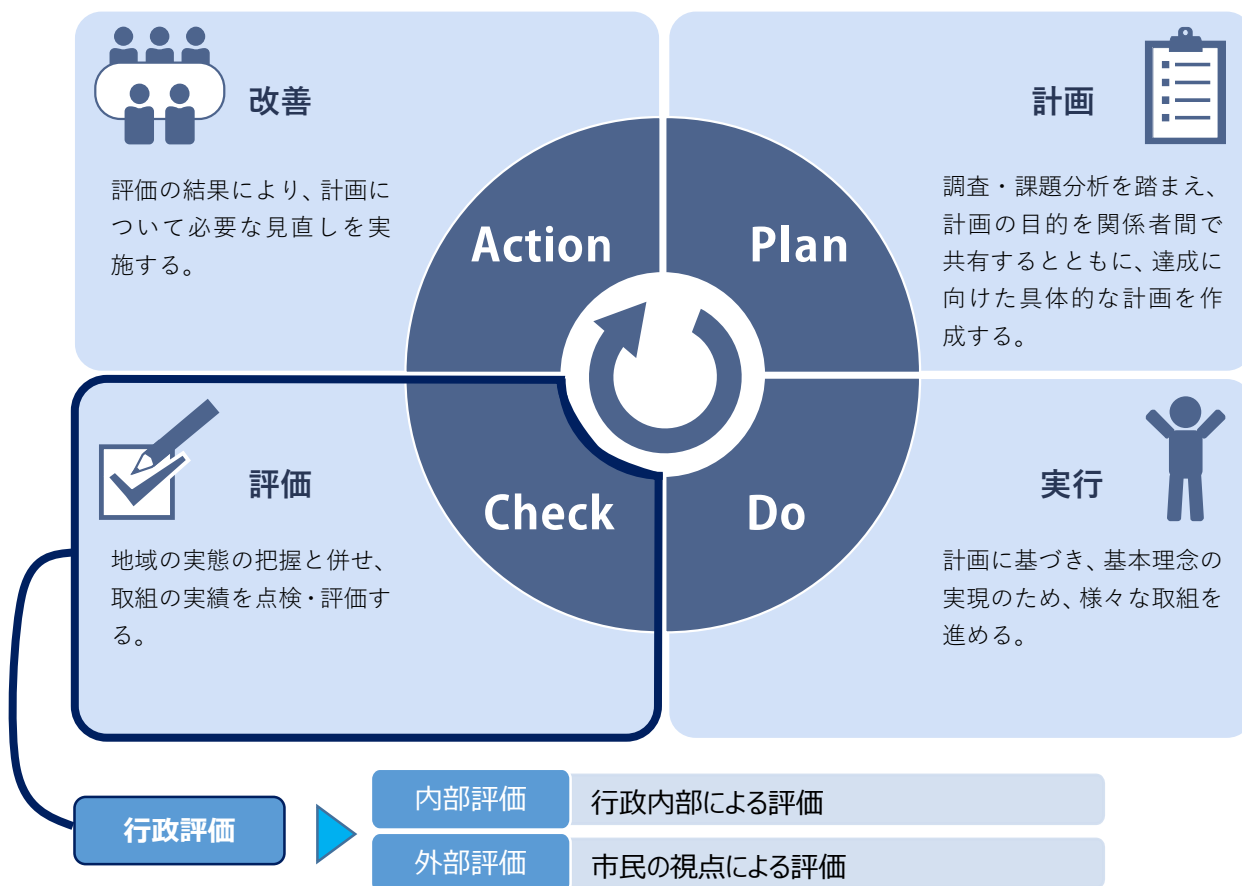 改善
評価の結果により、計画に
ついて必要な見直しを実
施する。
Action
計画
調査・課題分析を踏まえ、
計画の目的を関係者間で
共有するとともに、達成に
向けた具体的な計画を作
成する。
Plan
評価
地域の実態の把握と併せ、
取組の実績を点検・評価す
る。
Check
実行
計画に基づき、基本理念の
実現のため、様々な取組を
進める。
Do
行政評価
内部評価
行政内部による評価
外部評価
市民の視点による評価